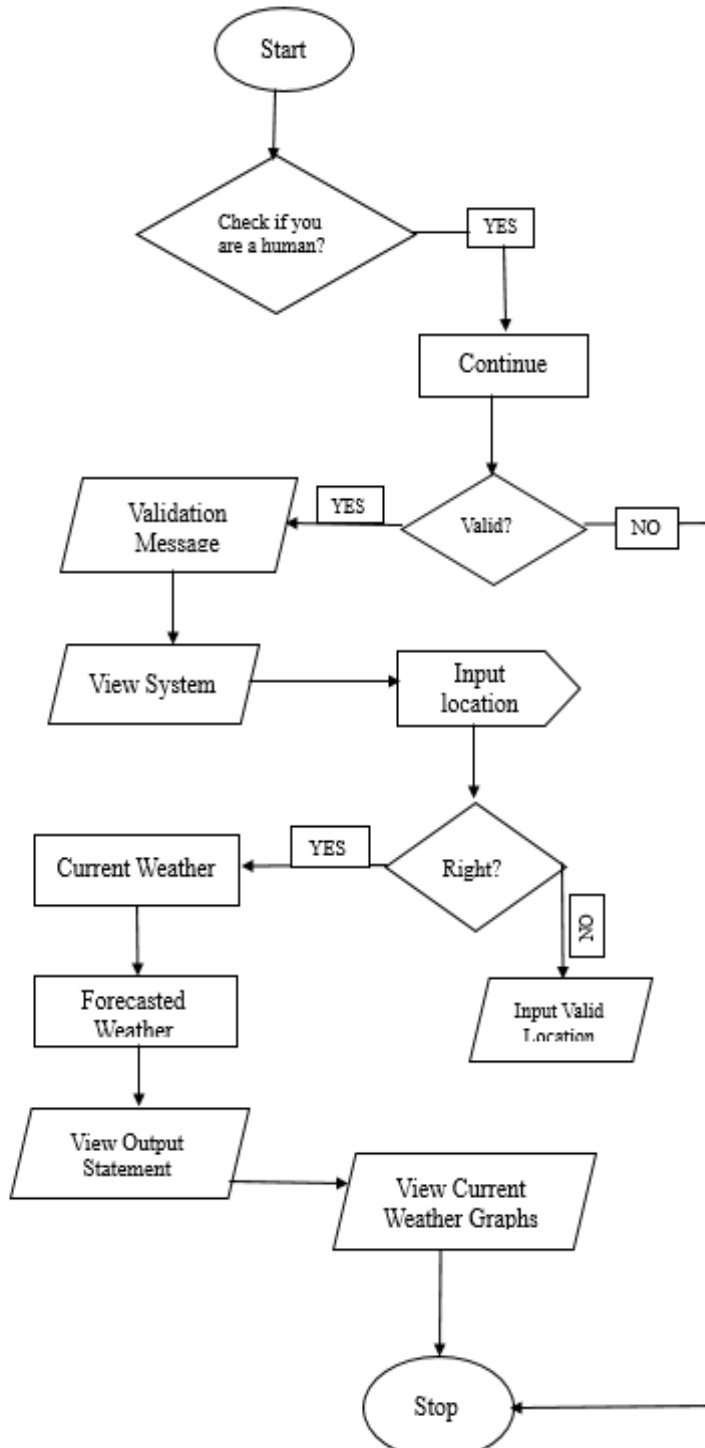 Start
Check if you
are a human?
YES
Continue
Valid?
YES
NO
Validation
Message
View System
Input
location
Right?
YES
NO
Current Weather
Input Valid
Location
Forecasted
Weather
View Output
Statement
View Current
Weather Graphs
Stop